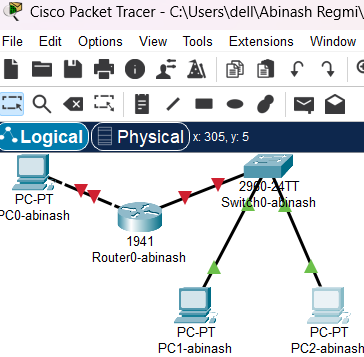 Cisco Packet Tracer - C:\Users\dell\Abinash Regmi\
File Edit Options View Tools Extensions Window
Logical Physical x: 305, y: 5
PC-PT
PC0-abinash
1941
Router0-abinash
2960-24TT
Switch0-abinash
PC-PT
PC1-abinash
PC-PT
PC2-abinash